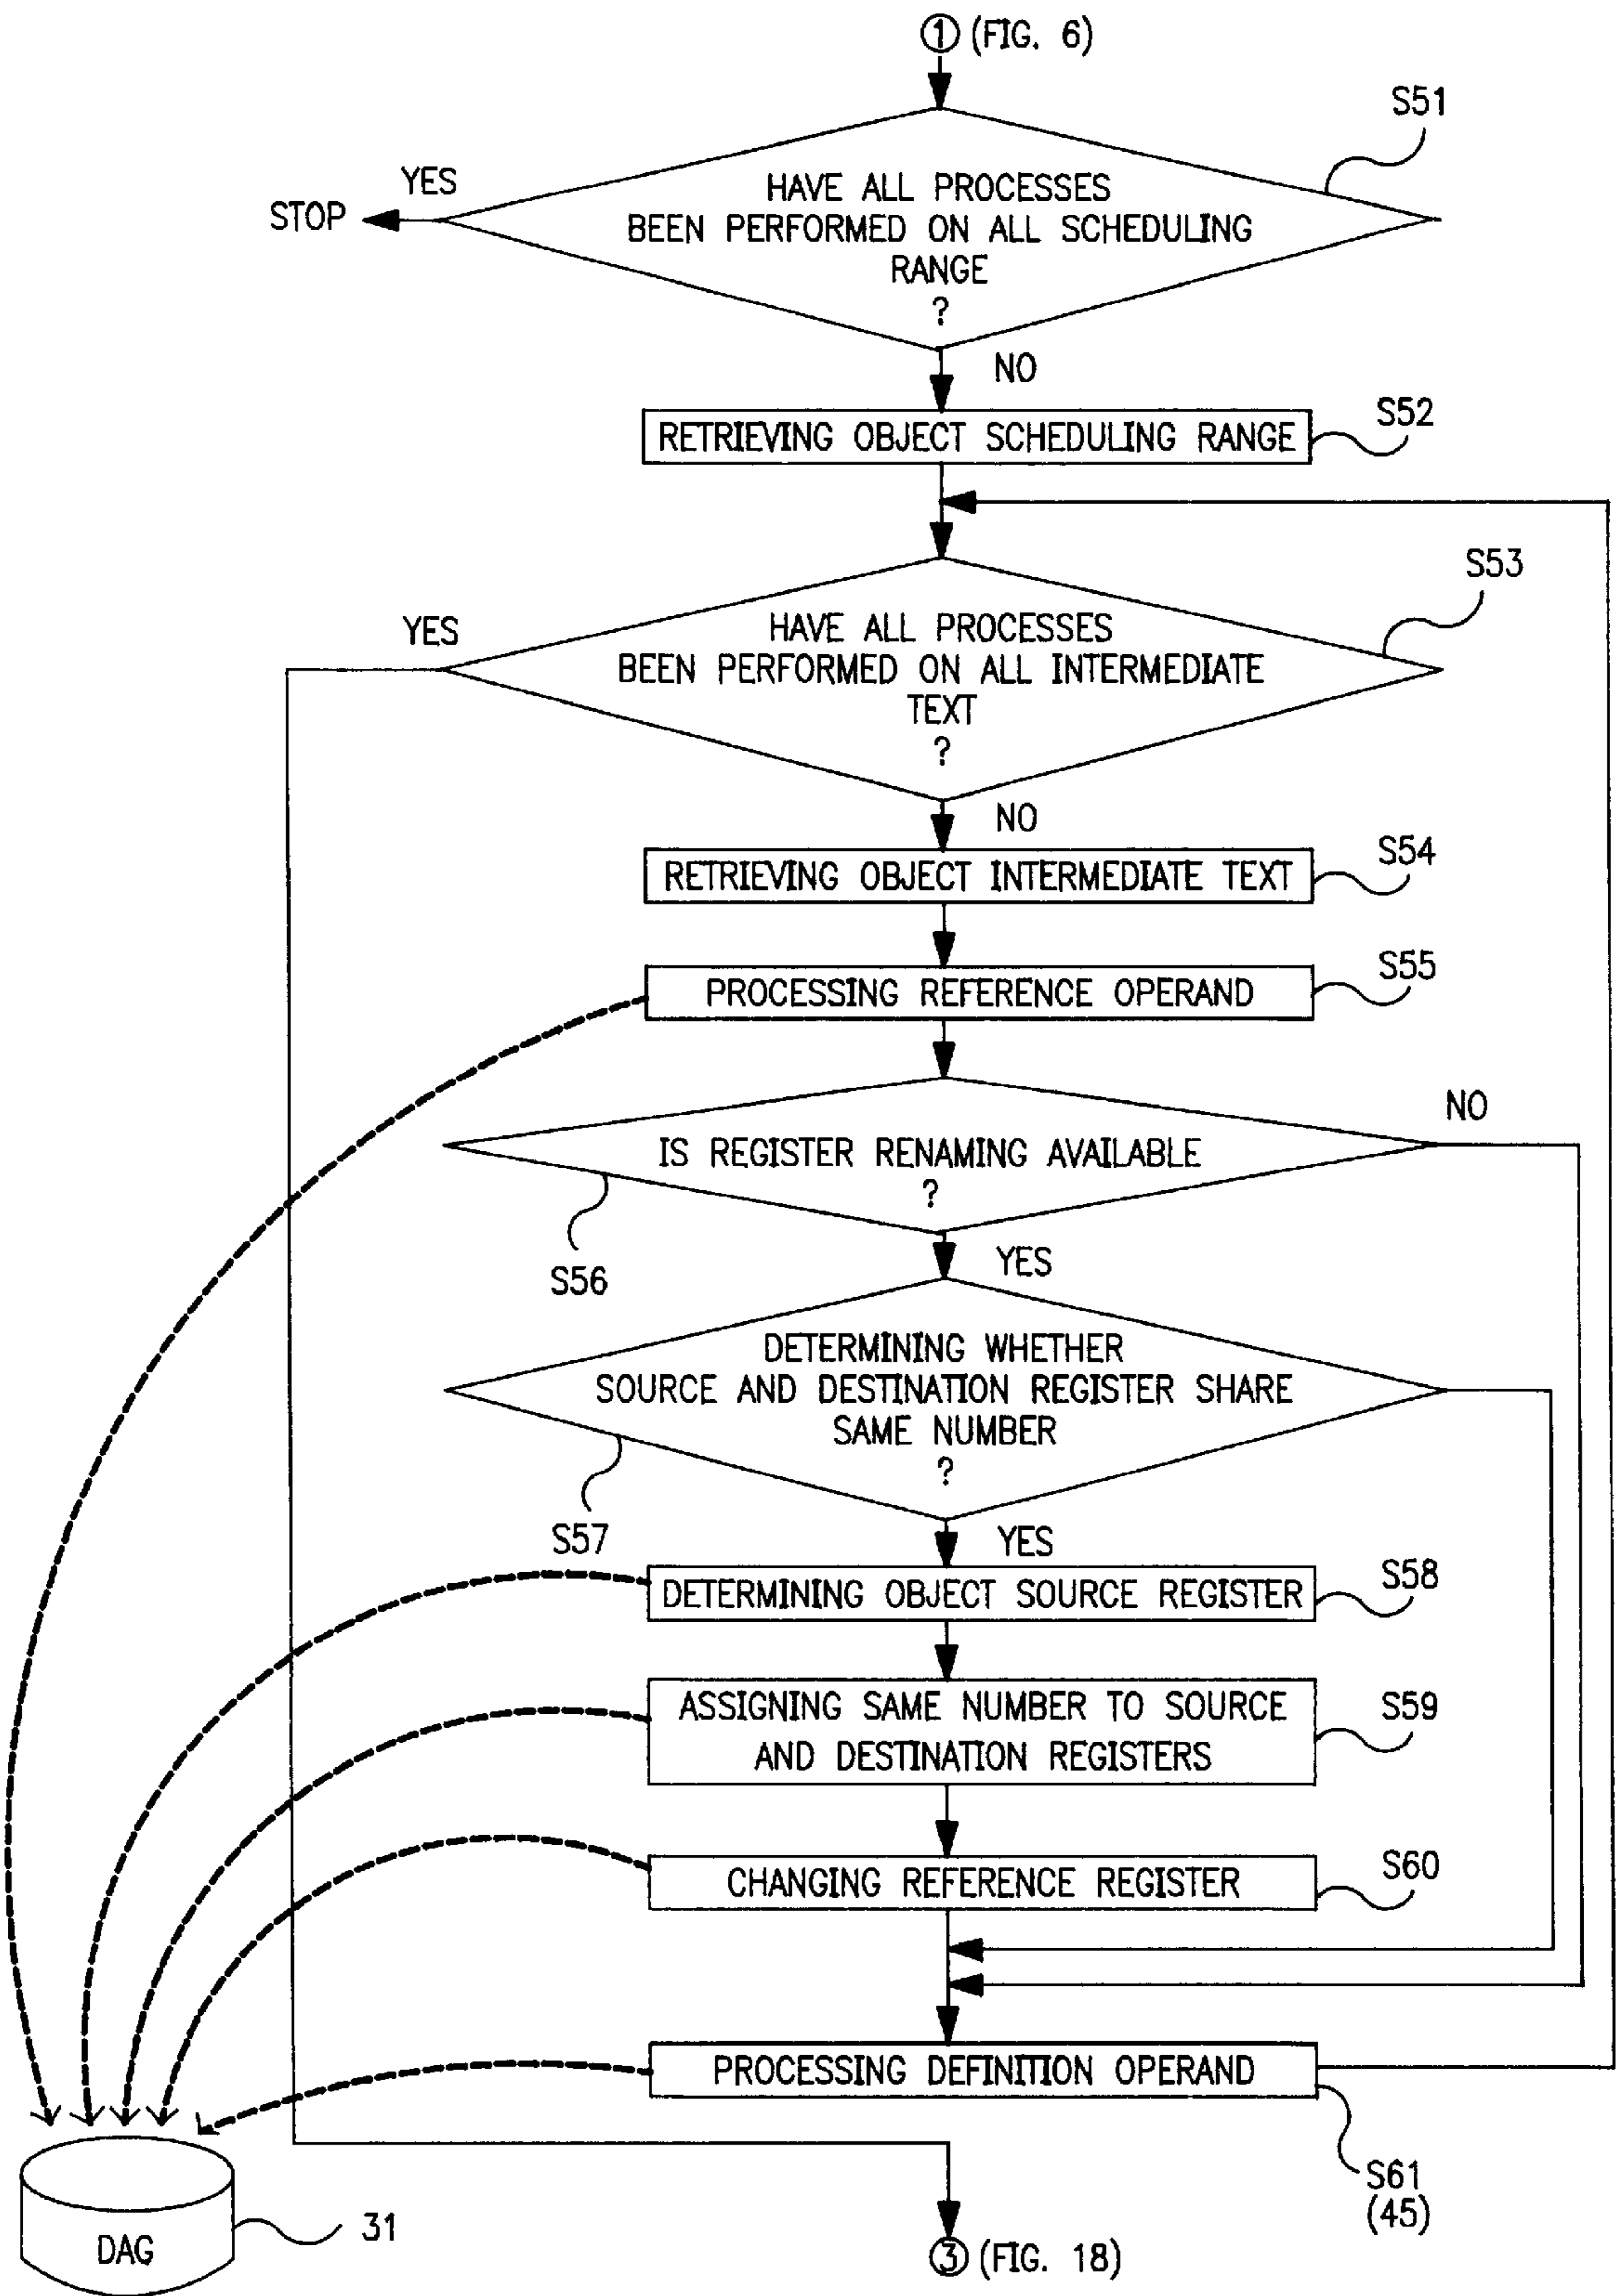 ① (FIG. 6)
S51
YES
STOP
HAVE ALL PROCESSES
BEEN PERFORMED ON ALL SCHEDULING
RANGE
?
NO
S52
RETRIEVING OBJECT SCHEDULING RANGE
S53
YES
HAVE ALL PROCESSES
BEEN PERFORMED ON ALL INTERMEDIATE
TEXT
?
NO
S54
RETRIEVING OBJECT INTERMEDIATE TEXT
S55
PROCESSING REFERENCE OPERAND
NO
IS REGISTER RENAMING AVAILABLE
?
S56
YES
DETERMINING WHETHER
SOURCE AND DESTINATION REGISTER SHARE
SAME NUMBER
?
S57
YES
S58
DETERMINING OBJECT SOURCE REGISTER
ASSIGNING SAME NUMBER TO SOURCE
AND DESTINATION REGISTERS
S59
S60
CHANGING REFERENCE REGISTER
PROCESSING DEFINITION OPERAND
S61
(45)
31
DAG
③ (FIG. 18)